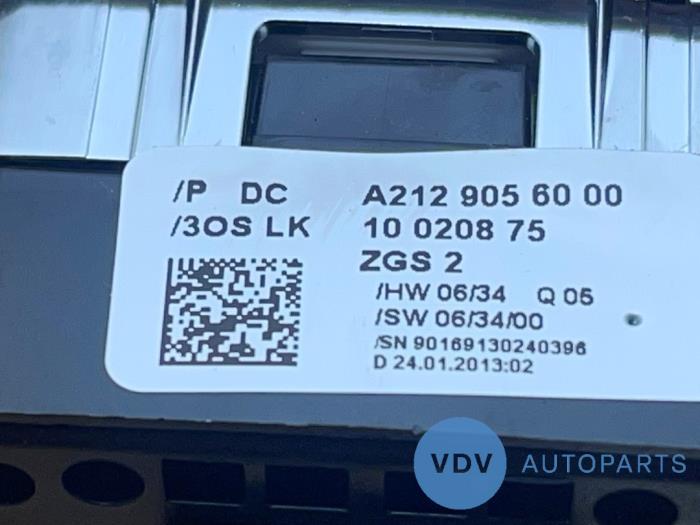 /P DC A212 905 60 00
/3OS LK 10 0208 75
ZGS 2
/HW 06/34 Q 05
/SW 06/34/00
/SN 90169130240396
D 24.01.2013:02
VDV AUTOPARTS